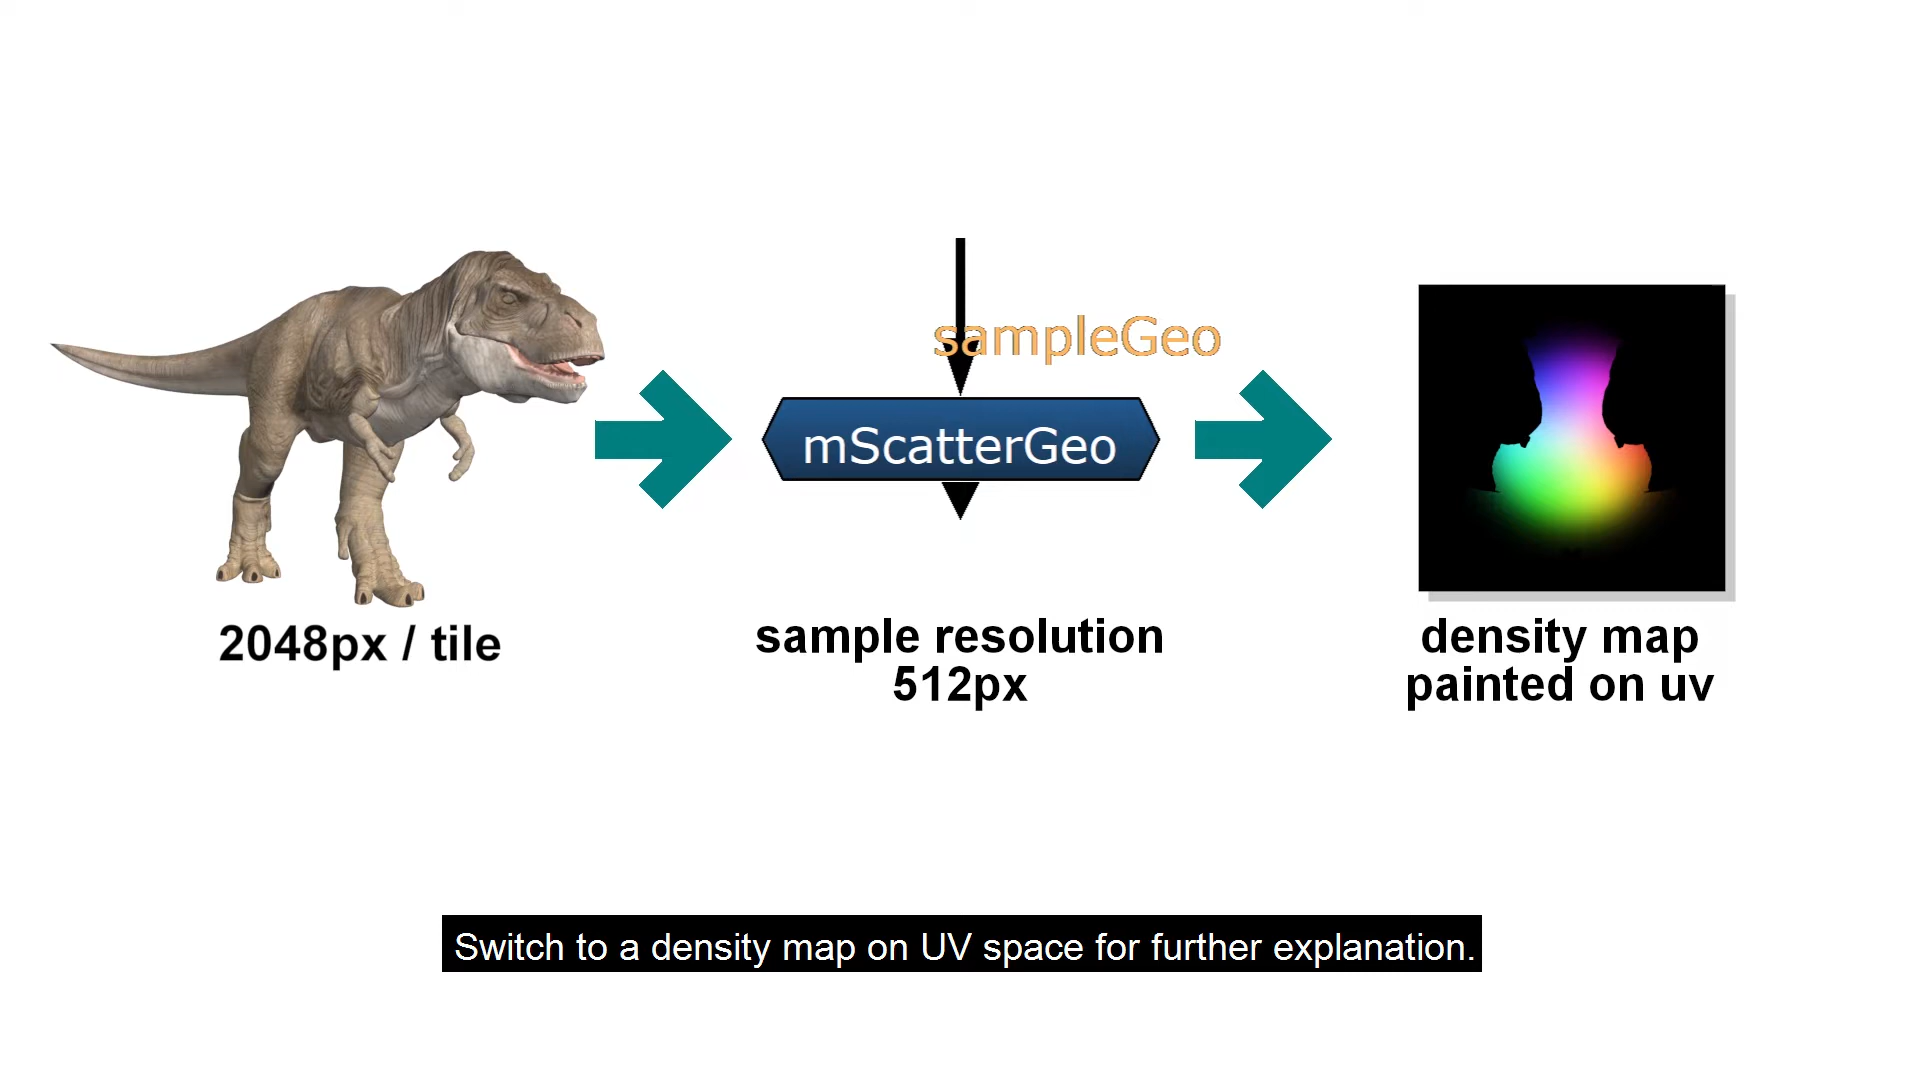 sampleGeo
mScatterGeo
2048px / tile
sample resolution
512px
density map
painted on uv
Switch to a density map on UV space for further explanation.